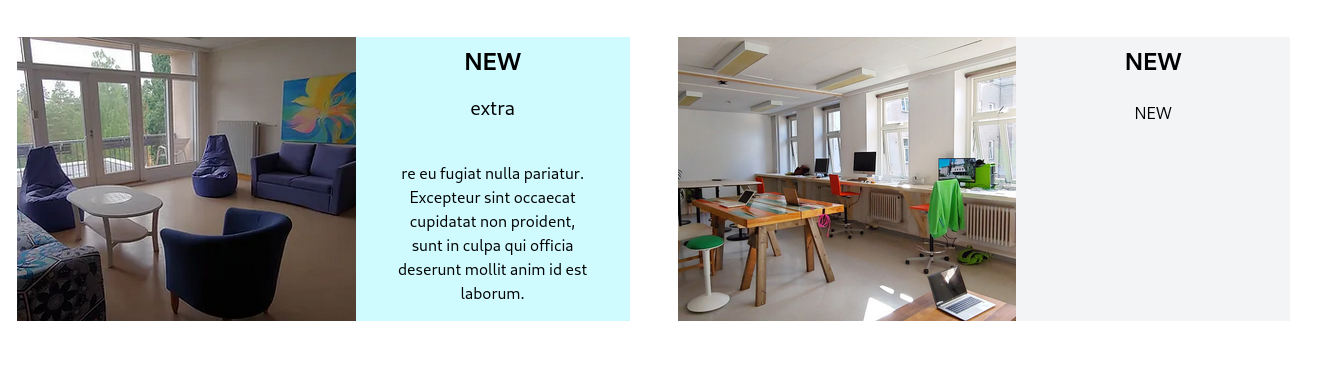 NEW
extra
re eu fugiat nulla pariatur.
Excepteur sint occaecat
cupidatat non proident,
sunt in culpa qui officia
deserunt mollit anim id est
laborum.
NEW
NEW